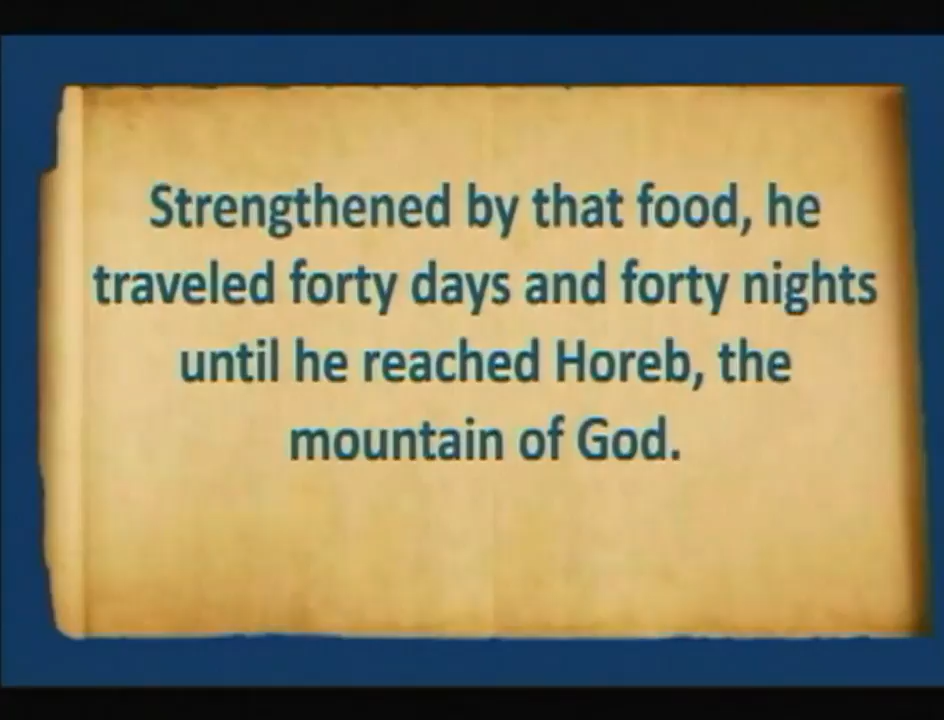 Strengthened by that food, he
traveled forty days and forty nights
until he reached Horeb, the
mountain of God.